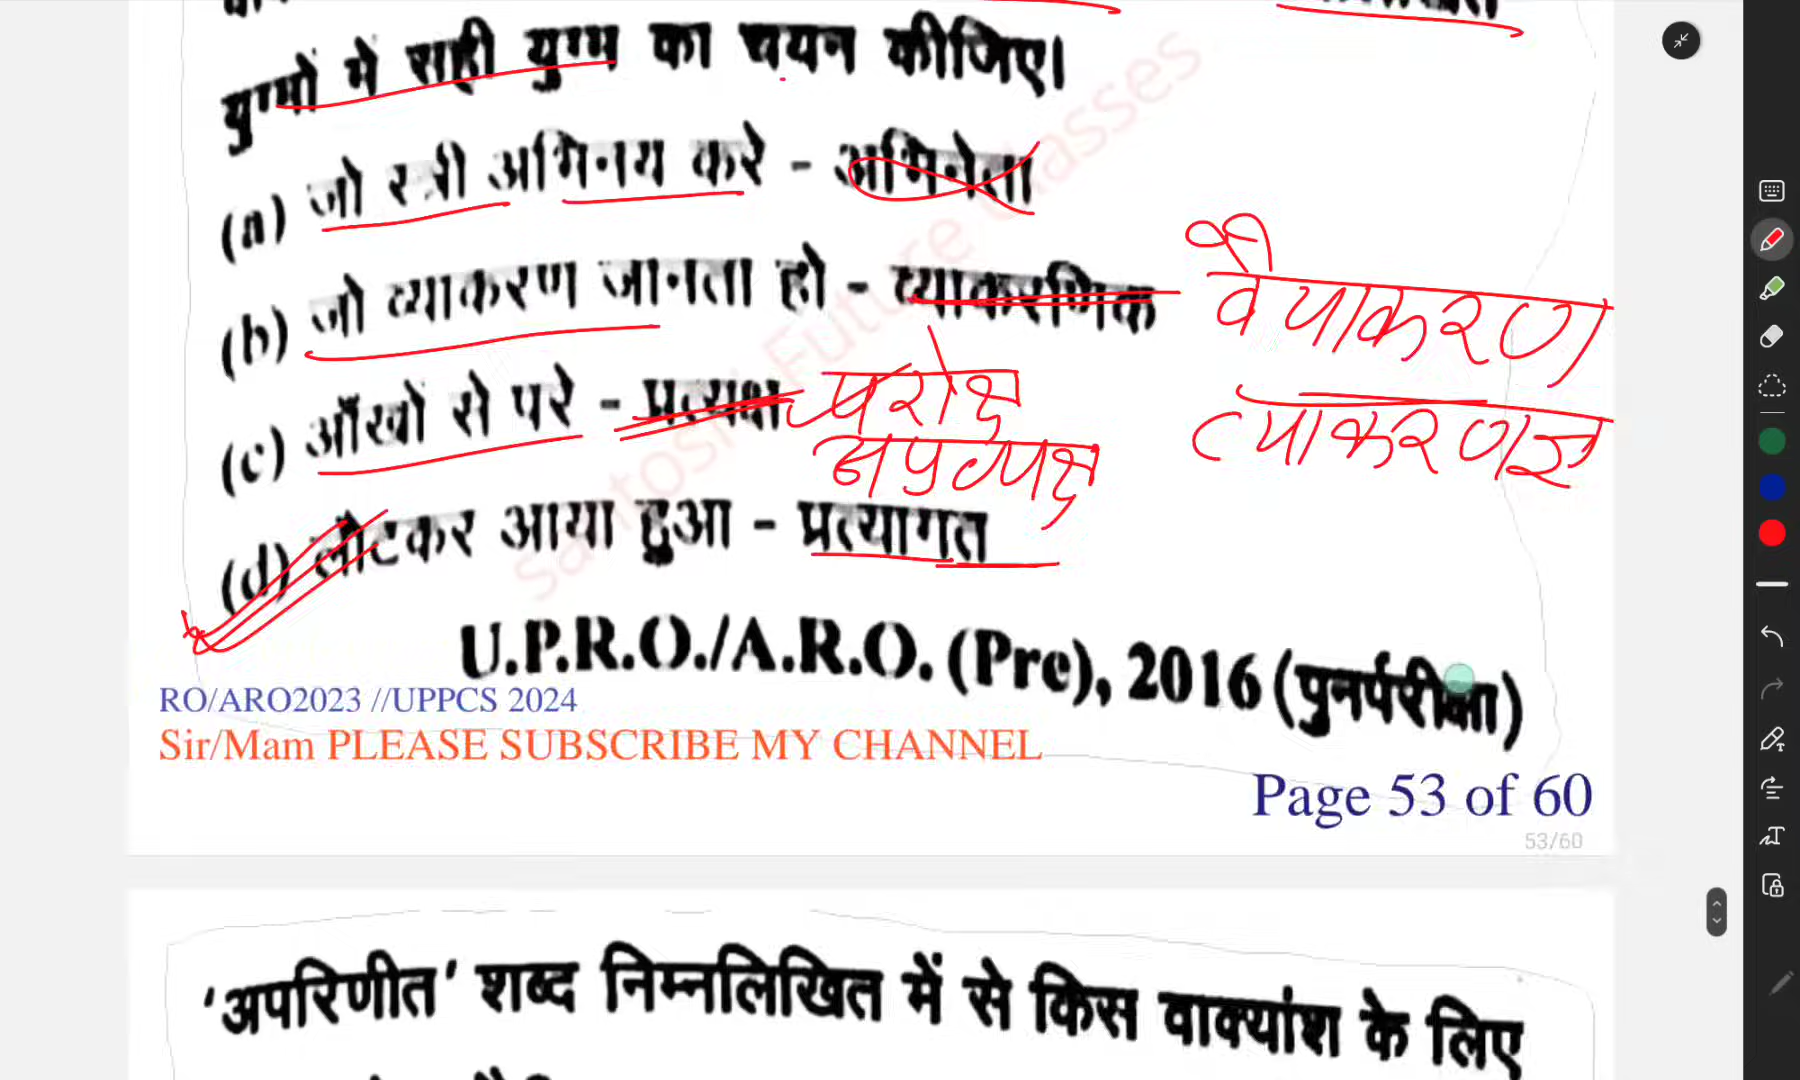 युग्मों में सही युग्म का चयन कीजिए।
(a) जो स्त्री अभिनय करे - अभिनेता
(b) जो व्याकरण जानता हो - व्याकरणिक
वैयाकरण
व्याकरणज्ञ
(c) आँखों से परे - प्रत्यक्ष
परोक्ष
अप्रत्यक्ष
(d) लौटकर आया हुआ - प्रत्यागत
U.P.R.O./A.R.O. (Pre), 2016 (पुनर्परीक्षा)
RO/ARO2023 //UPPCS 2024
Sir/Mam PLEASE SUBSCRIBE MY CHANNEL
Page 53 of 60
53/60
'अपरिणीत' शब्द निम्नलिखित में से किस वाक्यांश के लिए
Future Classes